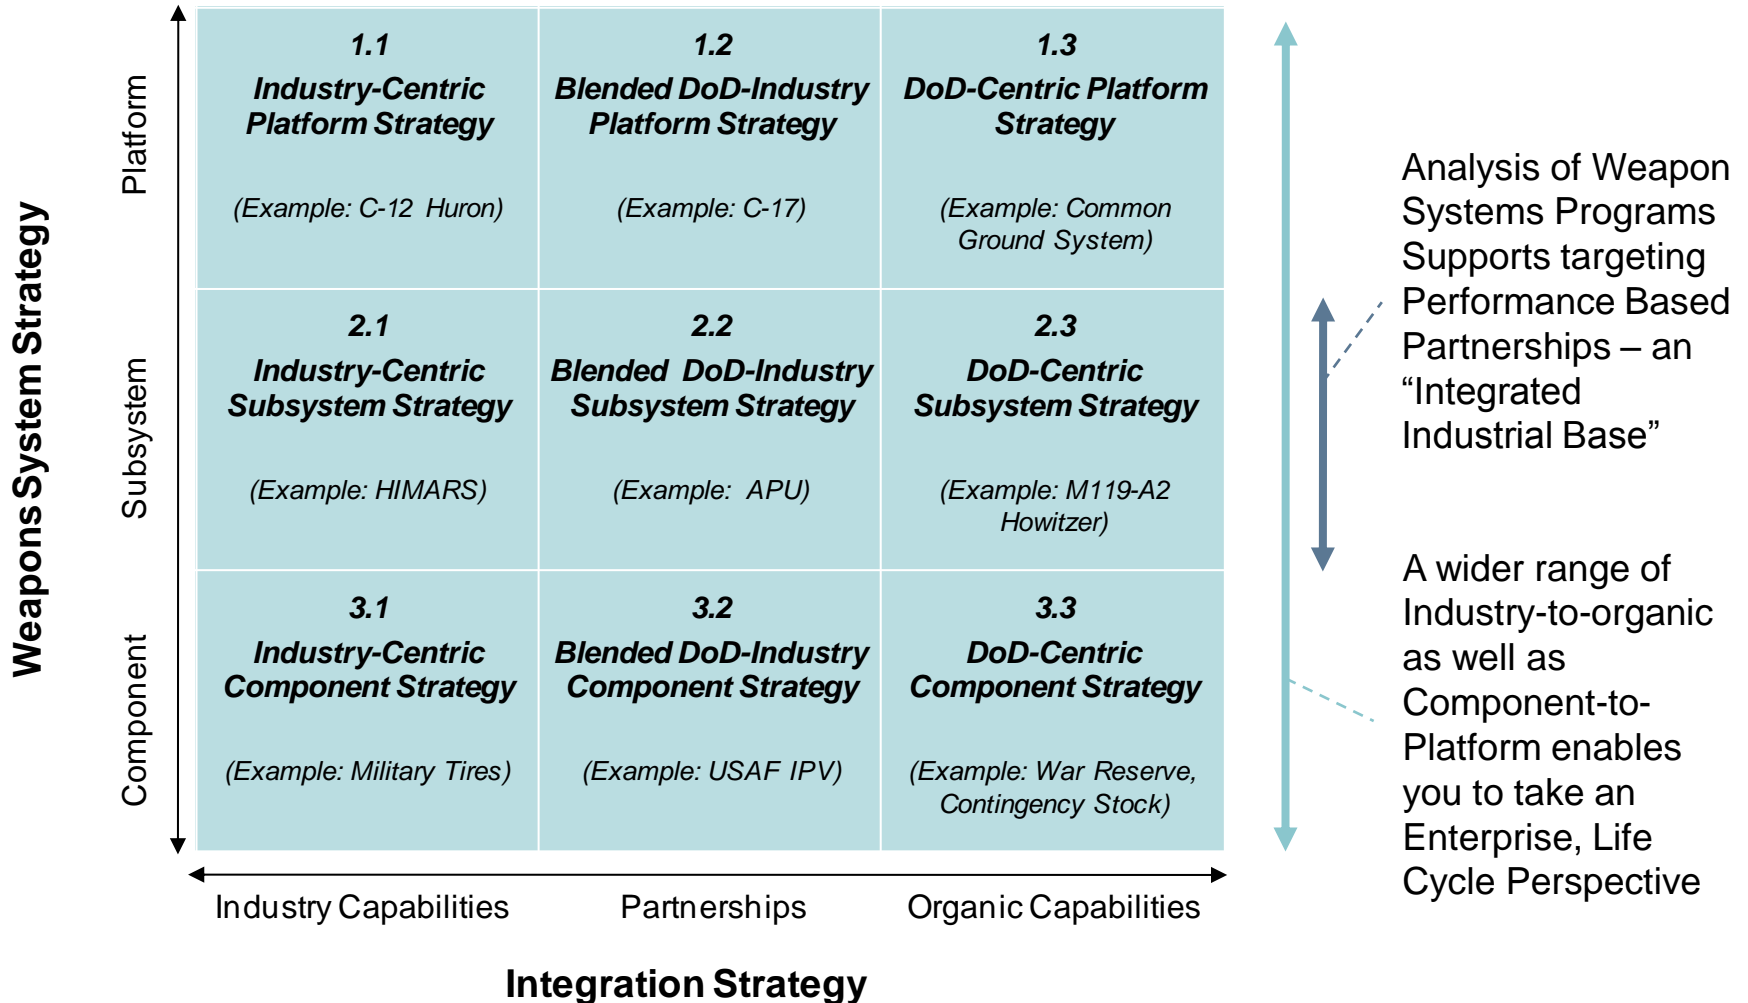 Weapons System Strategy
Platform
Subsystem
Component
1.1
Industry-Centric
Platform Strategy
(Example: C-12 Huron)
1.2
Blended DoD-Industry
Platform Strategy
(Example: C-17)
1.3
DoD-Centric Platform
Strategy
(Example: Common
Ground System)
2.1
Industry-Centric
Subsystem Strategy
(Example: HIMARS)
2.2
Blended DoD-Industry
Subsystem Strategy
(Example: APU)
2.3
DoD-Centric
Subsystem Strategy
(Example: M119-A2
Howitzer)
3.1
Industry-Centric
Component Strategy
(Example: Military Tires)
3.2
Blended DoD-Industry
Component Strategy
(Example: USAF IPV)
3.3
DoD-Centric
Component Strategy
(Example: War Reserve,
Contingency Stock)
Industry Capabilities
Partnerships
Organic Capabilities
Integration Strategy
Analysis of Weapon
Systems Programs
Supports targeting
Performance Based
Partnerships – an
“Integrated
Industrial Base”
A wider range of
Industry-to-organic
as well as
Component-to-
Platform enables
you to take an
Enterprise, Life
Cycle Perspective